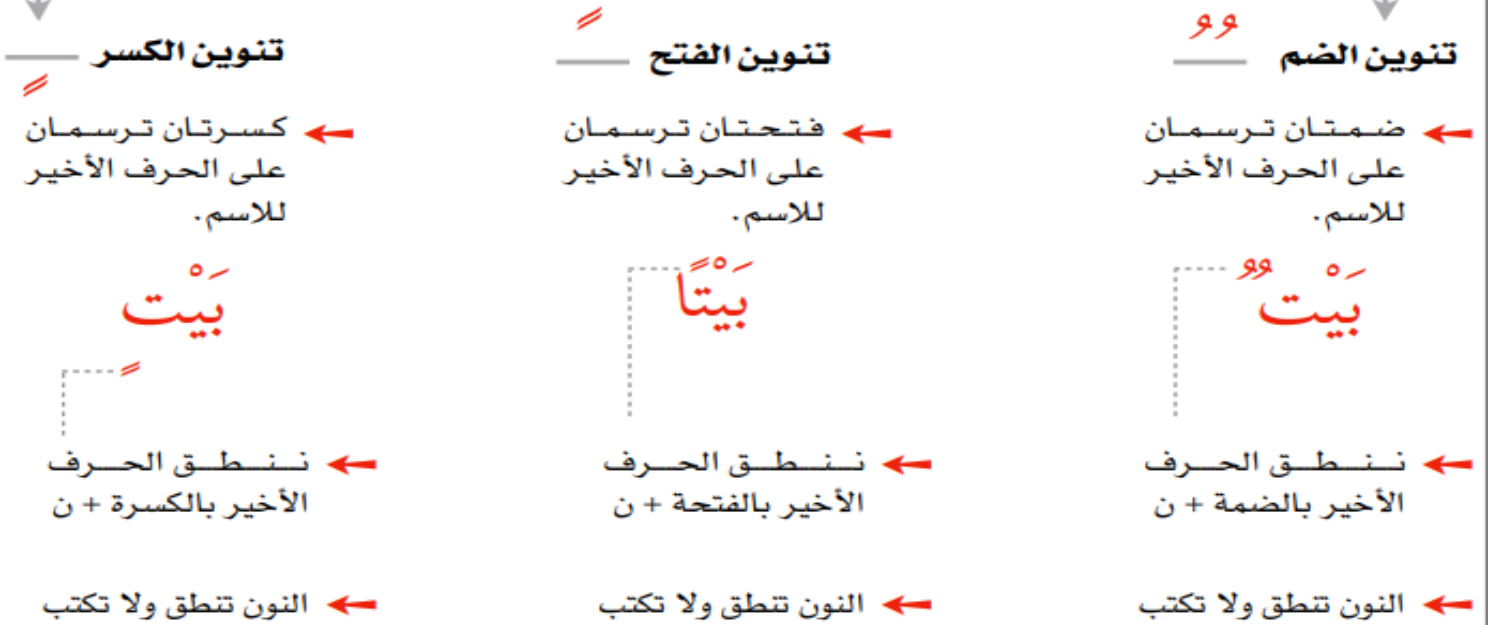 تنوين الضم ـٌ
ضمتان ترسمان
على الحرف الأخير
للاسم.
بَيْتٌ
ننطق الحرف
الأخير بالضمة + ن
النون تنطق ولا تكتب
تنوين الفتح ـً
فتحتان ترسمان
على الحرف الأخير
للاسم.
بَيْتًا
ننطق الحرف
الأخير بالفتحة + ن
النون تنطق ولا تكتب
تنوين الكسر ـٍ
كسرتان ترسمان
على الحرف الأخير
للاسم.
بَيْتٍ
ننطق الحرف
الأخير بالكسرة + ن
النون تنطق ولا تكتب